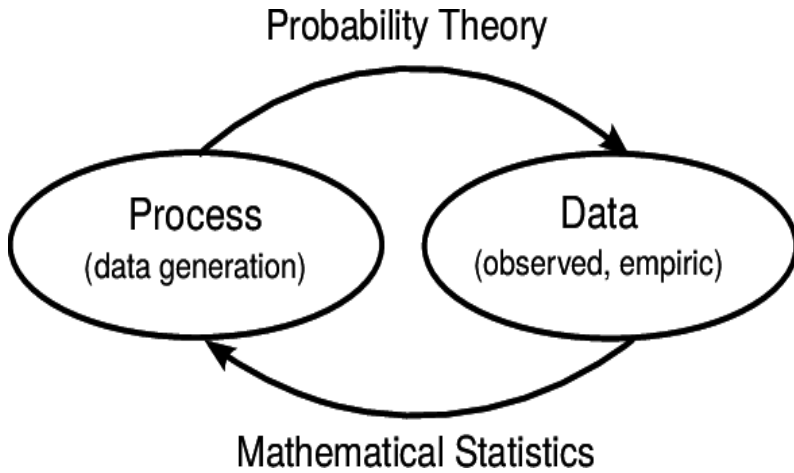 Probability Theory
Process
(data generation)
Data
(observed, empiric)
Mathematical Statistics